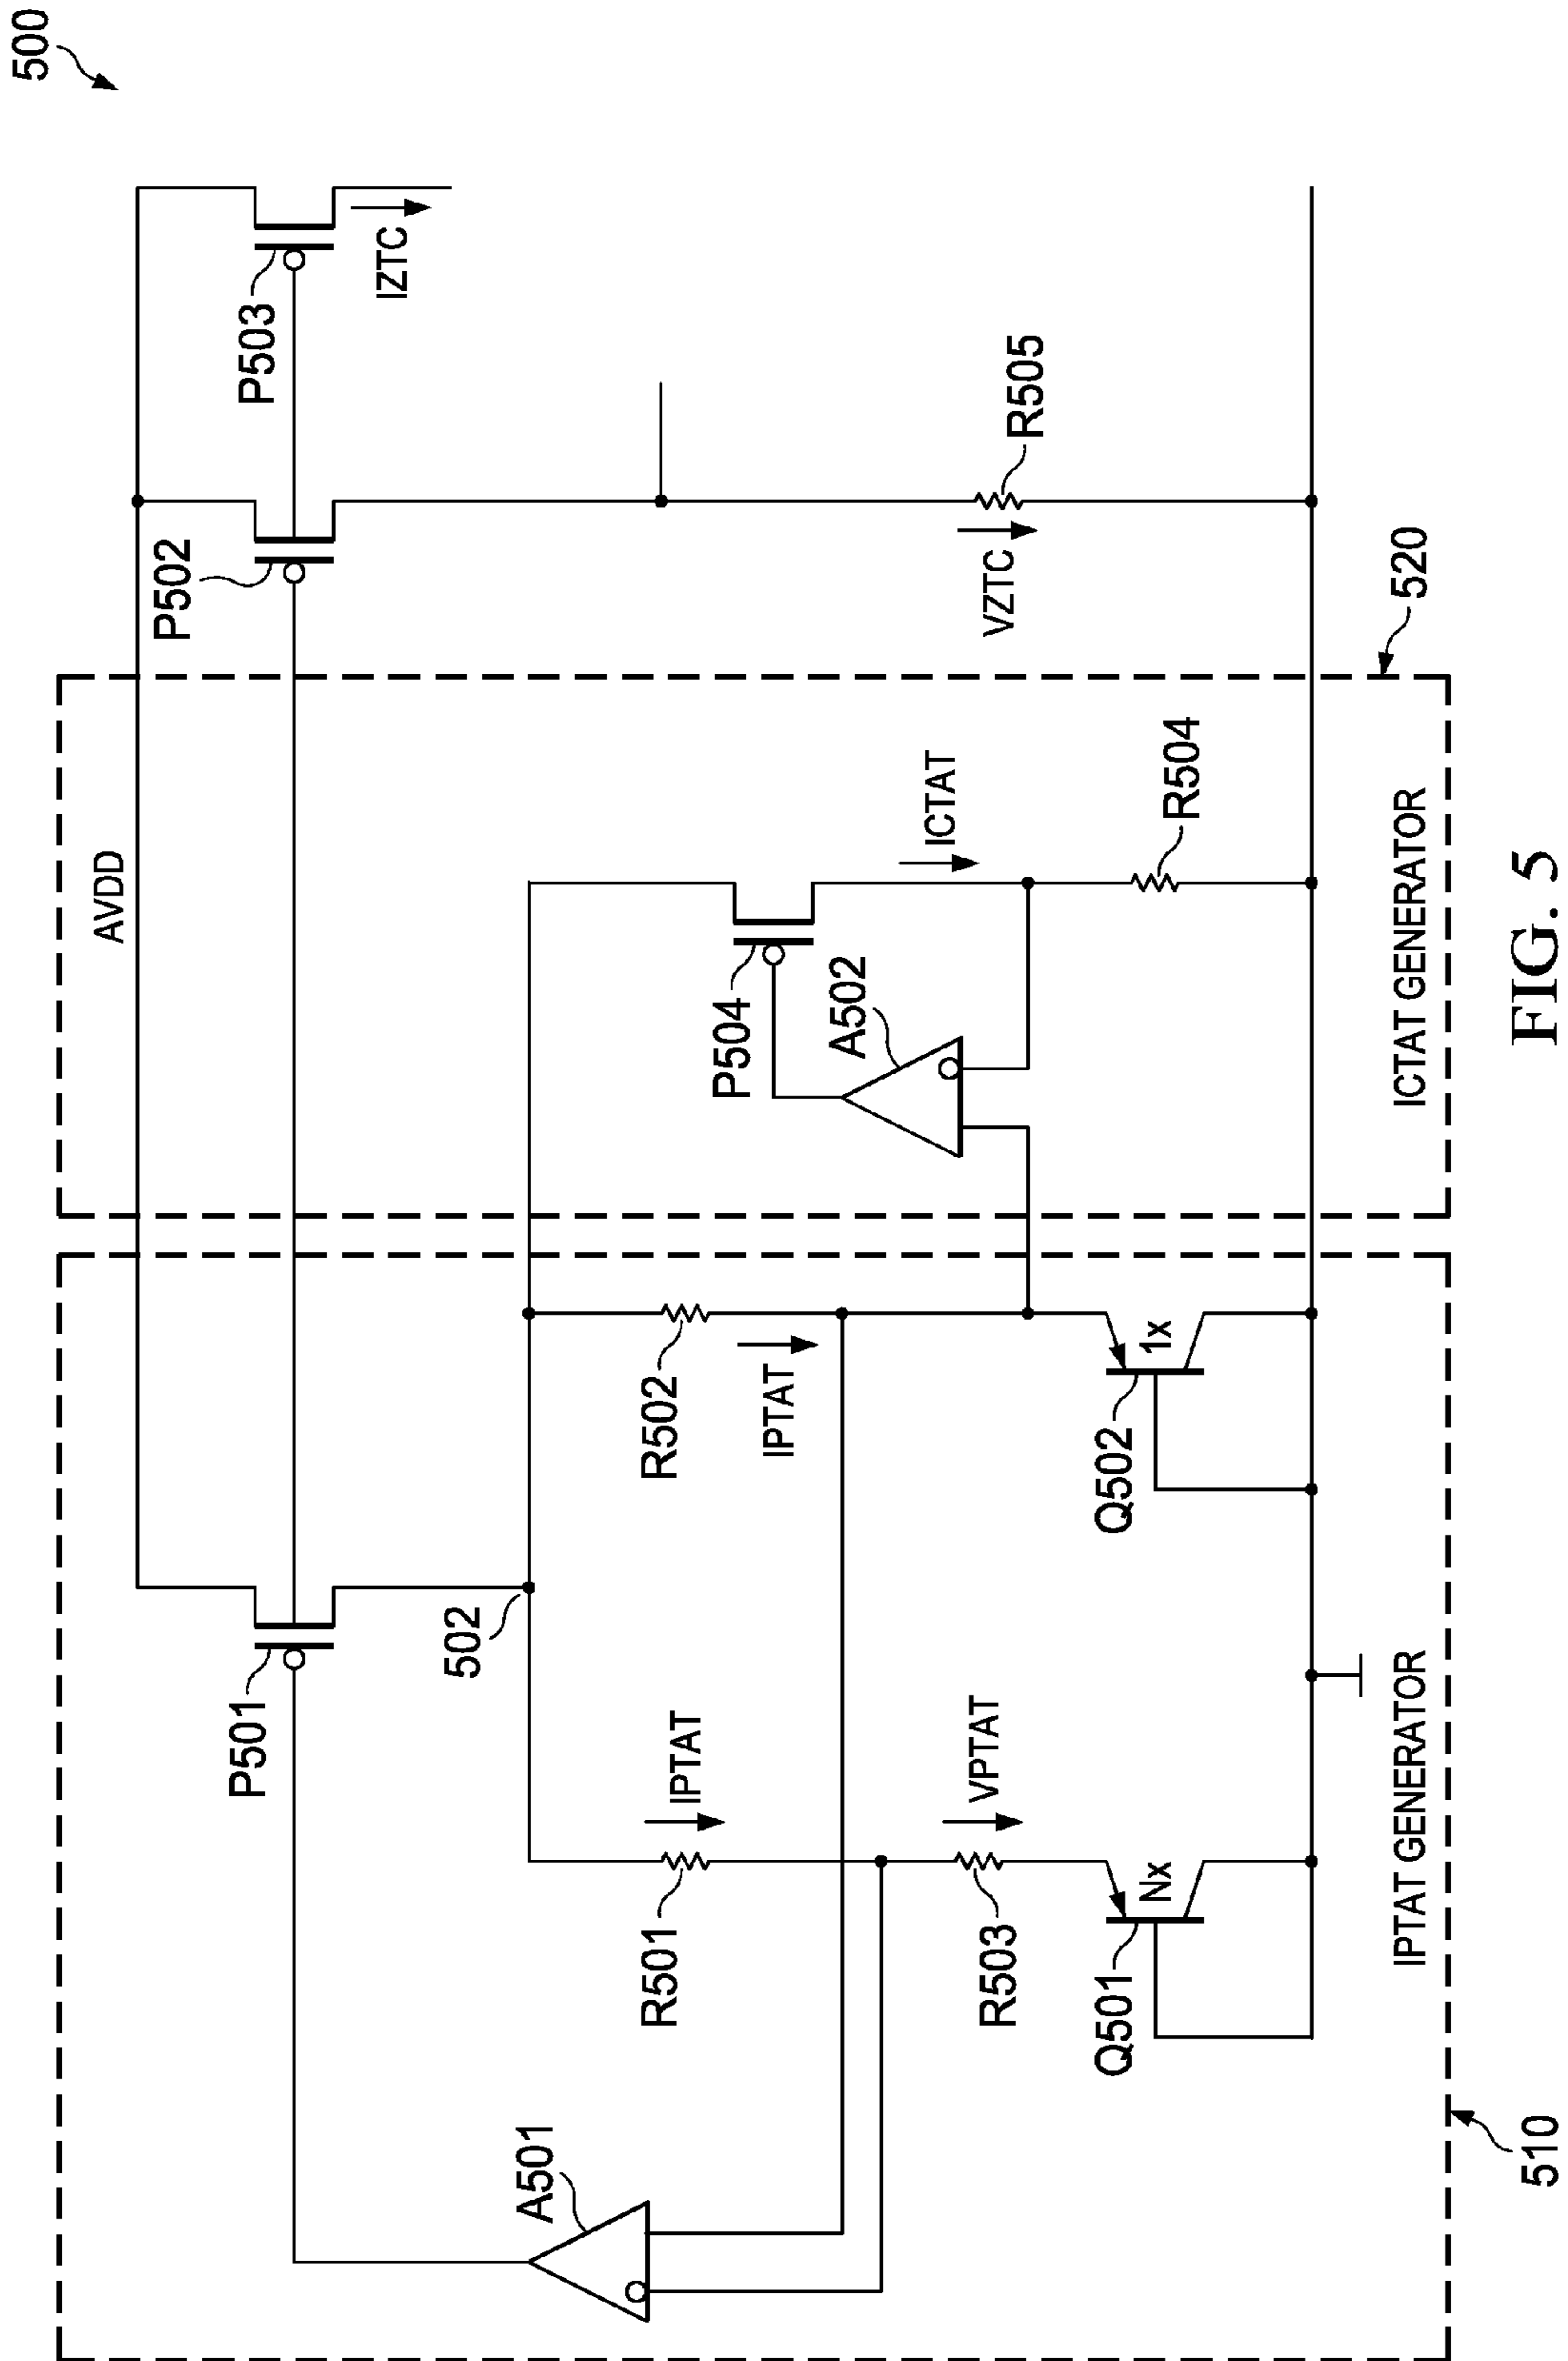 500
AVDD
P501
P502
P503
IZTC
502
A501
R501
IPTAT
R502
IPTAT
P504
A502
ICTAT
R503
VPTAT
VZTC
R505
Q501
Nx
Q502
1x
R504
IPTAT GENERATOR
ICTAT GENERATOR
510
520
FIG. 5